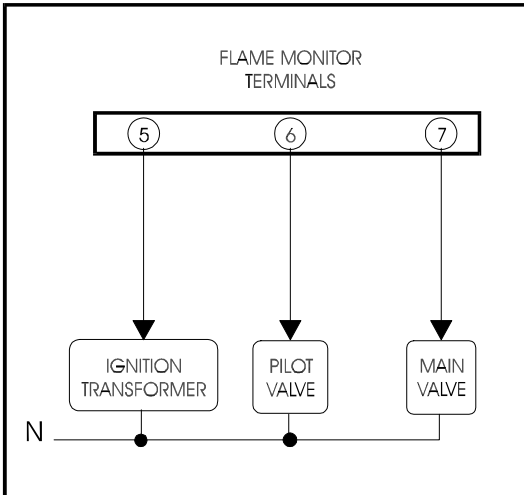 FLAME MONITOR
TERMINALS
5 6 7
IGNITION
TRANSFORMER
PILOT
VALVE
MAIN
VALVE
N